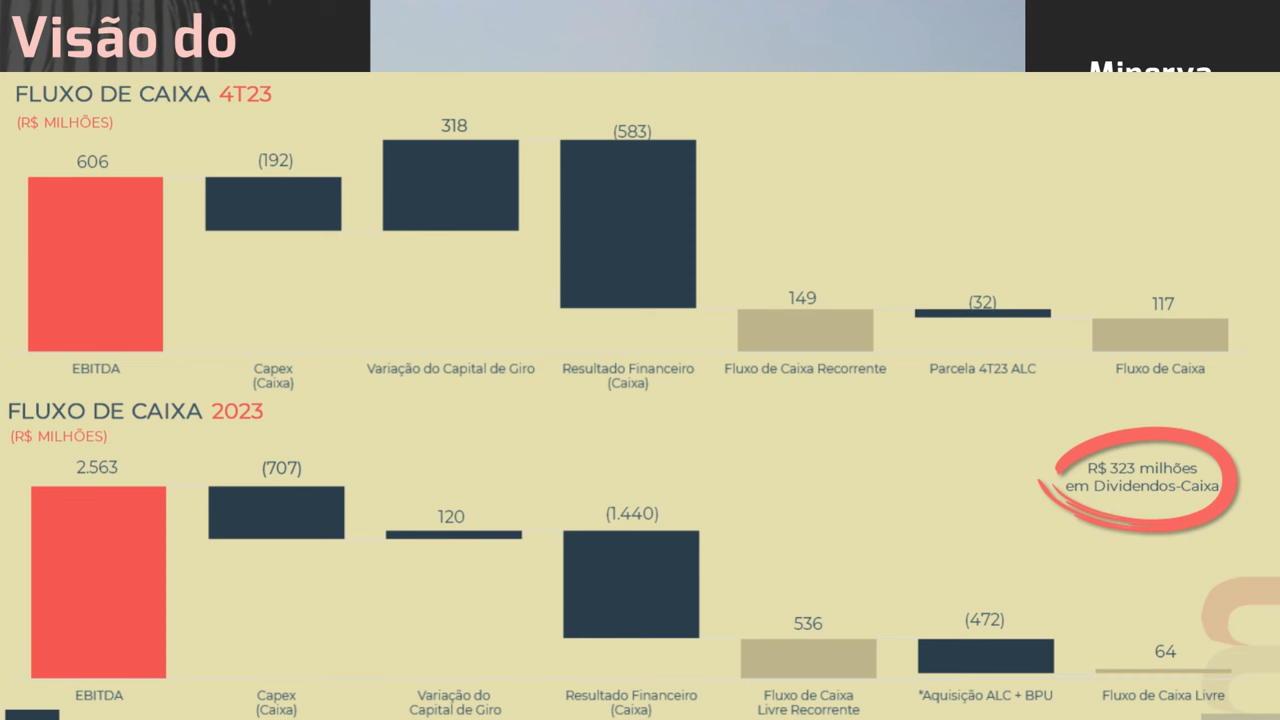 Visão do
Minerva
FLUXO DE CAIXA 4T23
(R$ MILHÕES)
606
(192)
318
(583)
149
(32)
117
EBITDA
Capex
(Caixa)
Variação do Capital de Giro
Resultado Financeiro
(Caixa)
Fluxo de Caixa Recorrente
Parcela 4T23 ALC
Fluxo de Caixa
FLUXO DE CAIXA 2023
(R$ MILHÕES)
2.563
(707)
120
(1.440)
536
(472)
64
R$ 323 milhões
em Dividendos-Caixa
EBITDA
Capex
(Caixa)
Variação do
Capital de Giro
Resultado Financeiro
(Caixa)
Fluxo de Caixa
Livre Recorrente
*Aquisição ALC + BPU
Fluxo de Caixa Livre